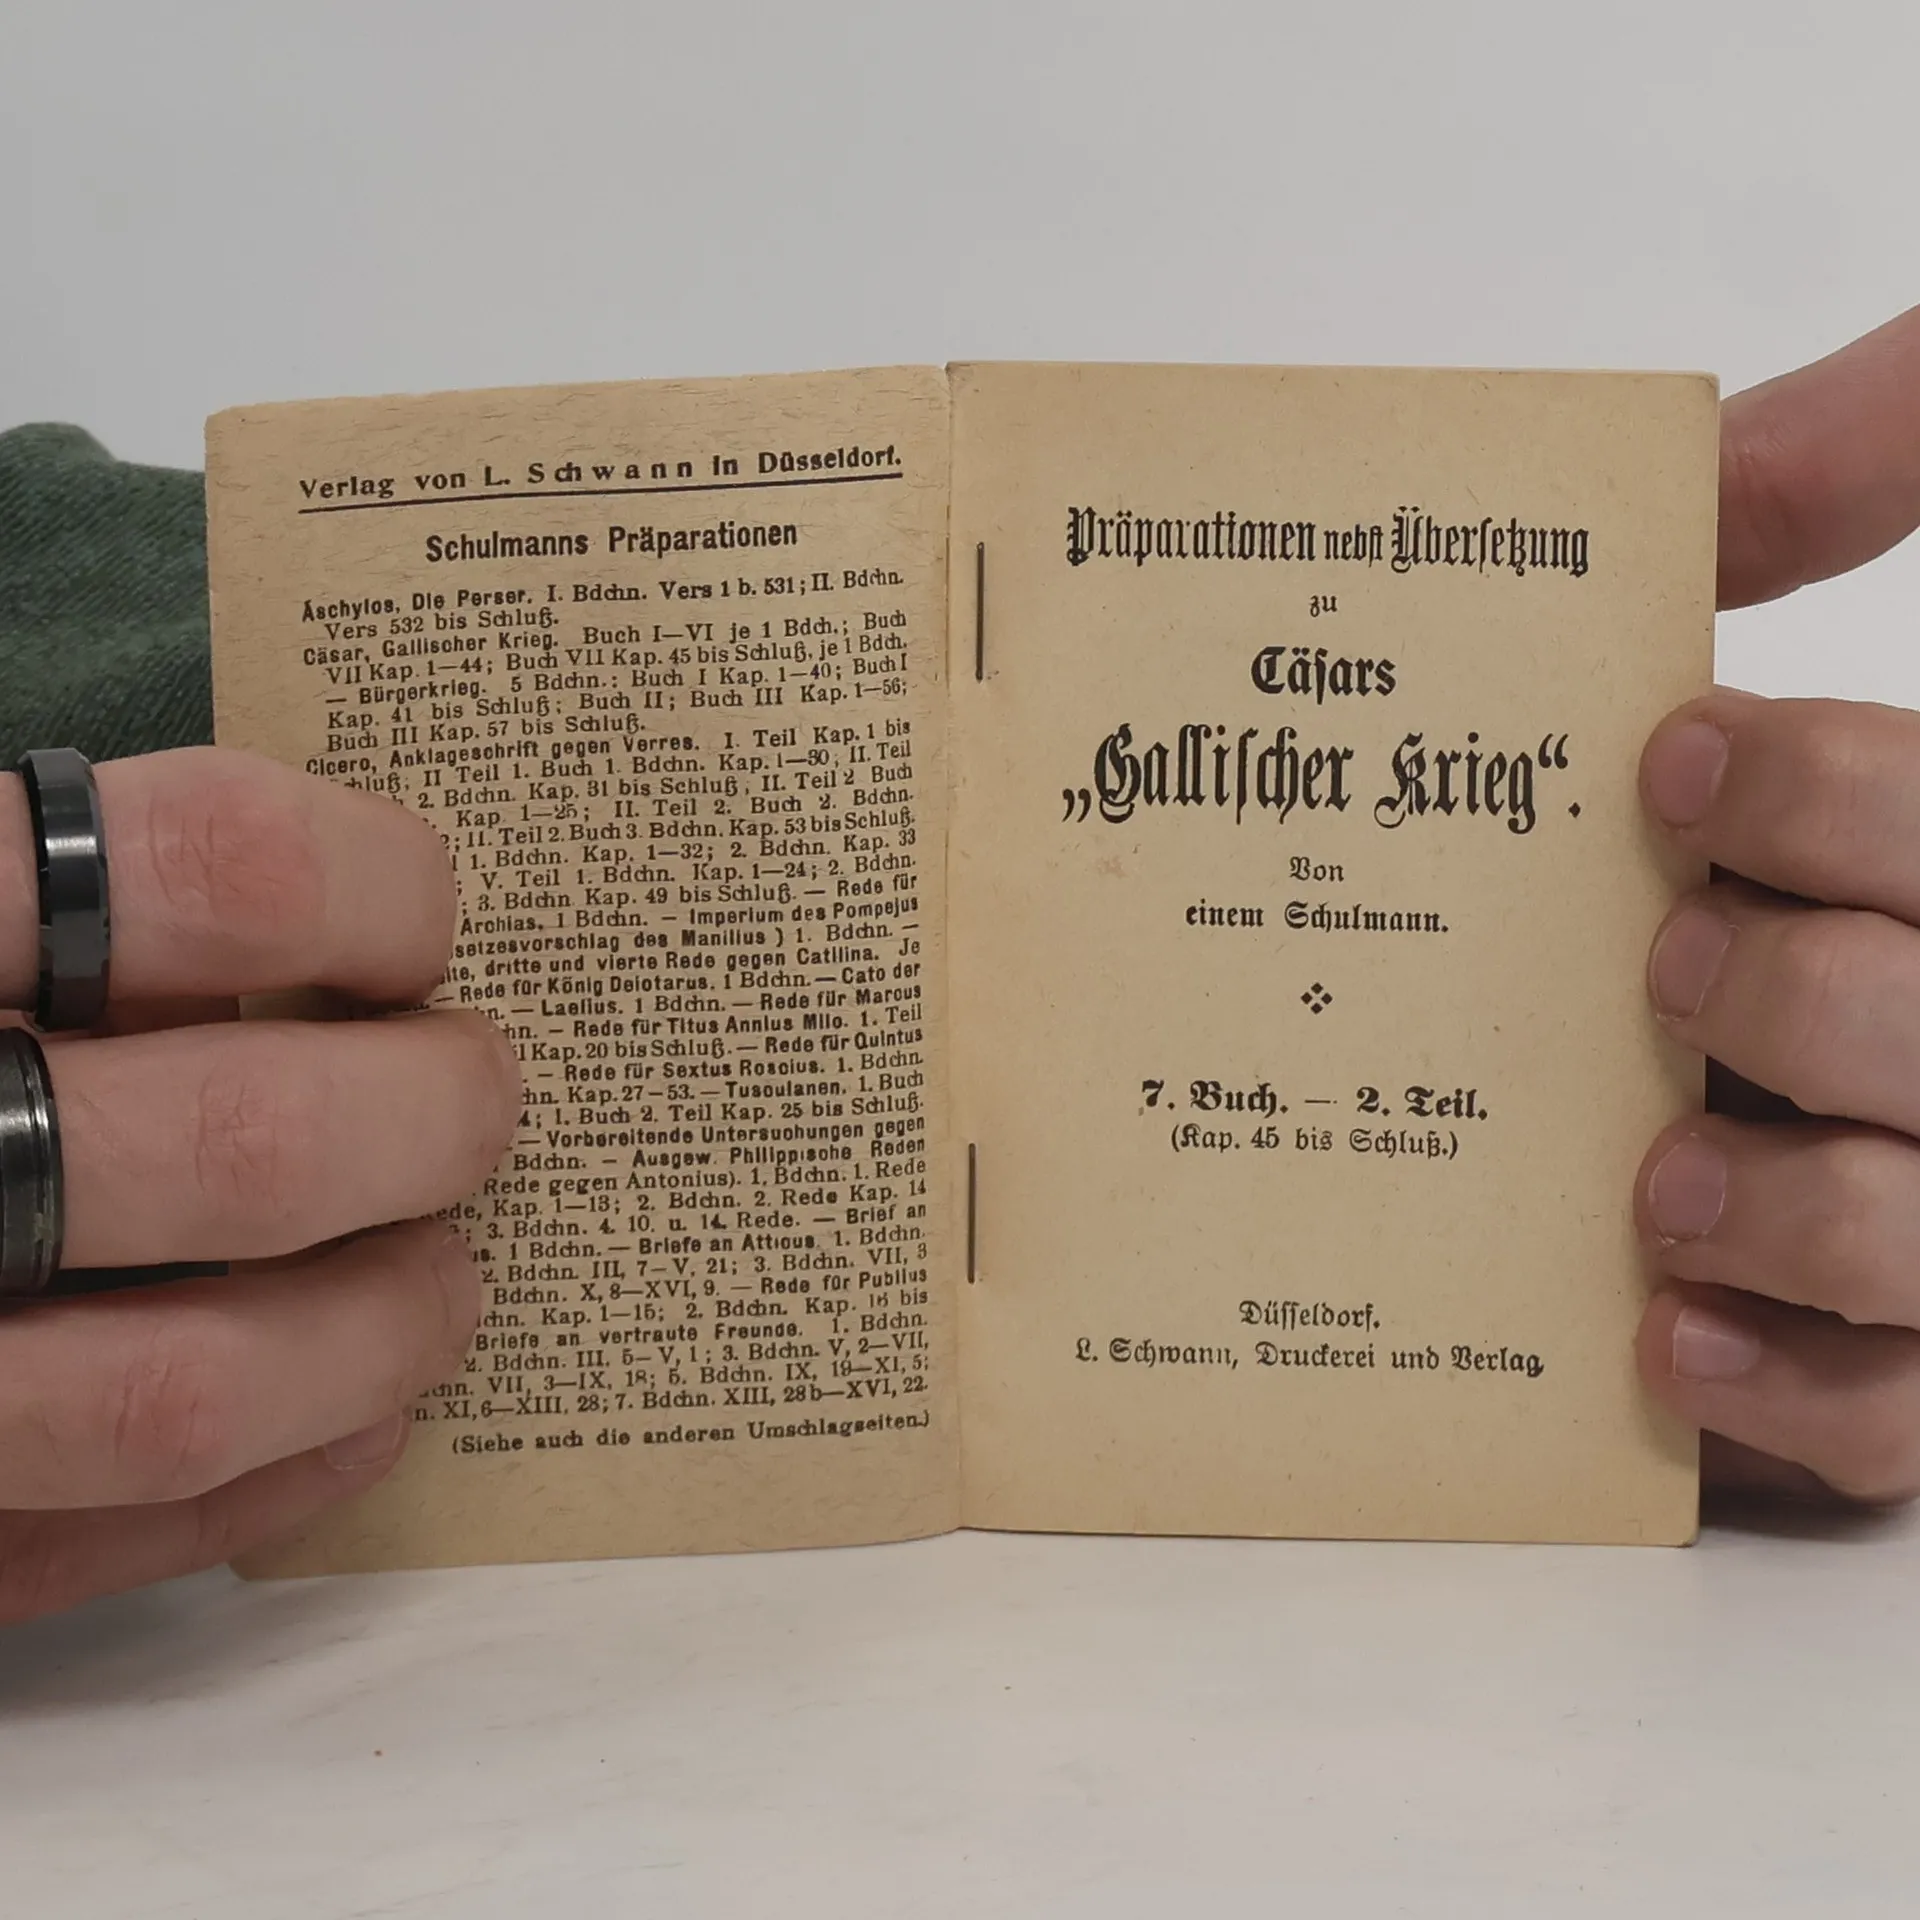 Verlag von L. Schwann in Düsseldorf.
Schulmanns Präparationen
Äschylos, Die Perser. I. Bdchn. Vers 1 b. 531; II. Bdchn.
Vers 532 bis Schluß.
Cäsar, Gallischer Krieg. Buch I—VI je 1 Bdch.; Buch
VII Kap. 1—44; Buch VII Kap. 45 bis Schluß, je 1 Bdch.
— Bürgerkrieg. 5 Bdchn.: Buch I Kap. 1—40; Buch I
Kap. 41 bis Schluß; Buch II; Buch III Kap. 1—56;
Buch III Kap. 57 bis Schluß.
Cicero, Anklageschrift gegen Verres. I. Teil Kap. 1 bis
Schluß; II Teil 1. Buch 1. Bdchn. Kap. 1—30; II. Teil
2. Bdchn. Kap. 31 bis Schluß; II. Teil 2 Buch
Kap. 1—25; II. Teil 2. Buch 2. Bdchn.
; II. Teil 2. Buch 3. Bdchn. Kap. 53 bis Schluß.
1. Bdchn. Kap. 1—32; 2. Bdchn. Kap. 33
; V. Teil 1. Bdchn. Kap. 1—24; 2. Bdchn.
; 3. Bdchn. Kap. 49 bis Schluß. — Rede für
Archias. 1 Bdchn. — Imperium des Pompejus
setzesvorschlag des Manilius) 1. Bdchn. —
dritte und vierte Rede gegen Catilina. Je
— Rede für König Deiotarus. 1 Bdchn. — Cato der
— Laelius. 1 Bdchn. — Rede für Marcus
— Rede für Titus Annius Milo. 1. Teil
Kap. 20 bis Schluß. — Rede für Quintus
— Rede für Sextus Roscius. 1. Bdchn.
Kap. 27—53. — Tusculanen. 1. Buch
4; 1. Buch 2. Teil Kap. 25 bis Schluß.
— Vorbereitende Untersuchungen gegen
Bdchn. — Ausgew. Philippische Reden
Rede gegen Antonius). 1. Bdchn. 1. Rede
Kap. 1—13; 2. Bdchn. 2. Rede Kap. 14
; 3. Bdchn. 4. 10. u. 14. Rede. — Brief an
1 Bdchn. — Briefe an Atticus. 1. Bdchn.
2. Bdchn. III, 7—V, 21; 3. Bdchn. VII, 3
Bdchn. X, 8—XVI, 9. — Rede für Publius
Kap. 1—15; 2. Bdchn. Kap. 16 bis
Briefe an vertraute Freunde. 1. Bdchn.
2. Bdchn. III, 5—V, 1; 3. Bdchn. V, 2—VII,
VII, 3—IX, 18; 5. Bdchn. IX, 19—XI, 5;
XI, 6—XIII, 28; 7. Bdchn. XIII, 28b—XVI, 22.
(Siehe auch die anderen Umschlagseiten.)
Präparationen nebst Übersetzung
zu
Cäsars
„Gallischer Krieg“.
Von
einem Schulmann.
7. Buch. — 2. Teil.
(Kap. 45 bis Schluß.)
Düsseldorf.
L. Schwann, Druckerei und Verlag